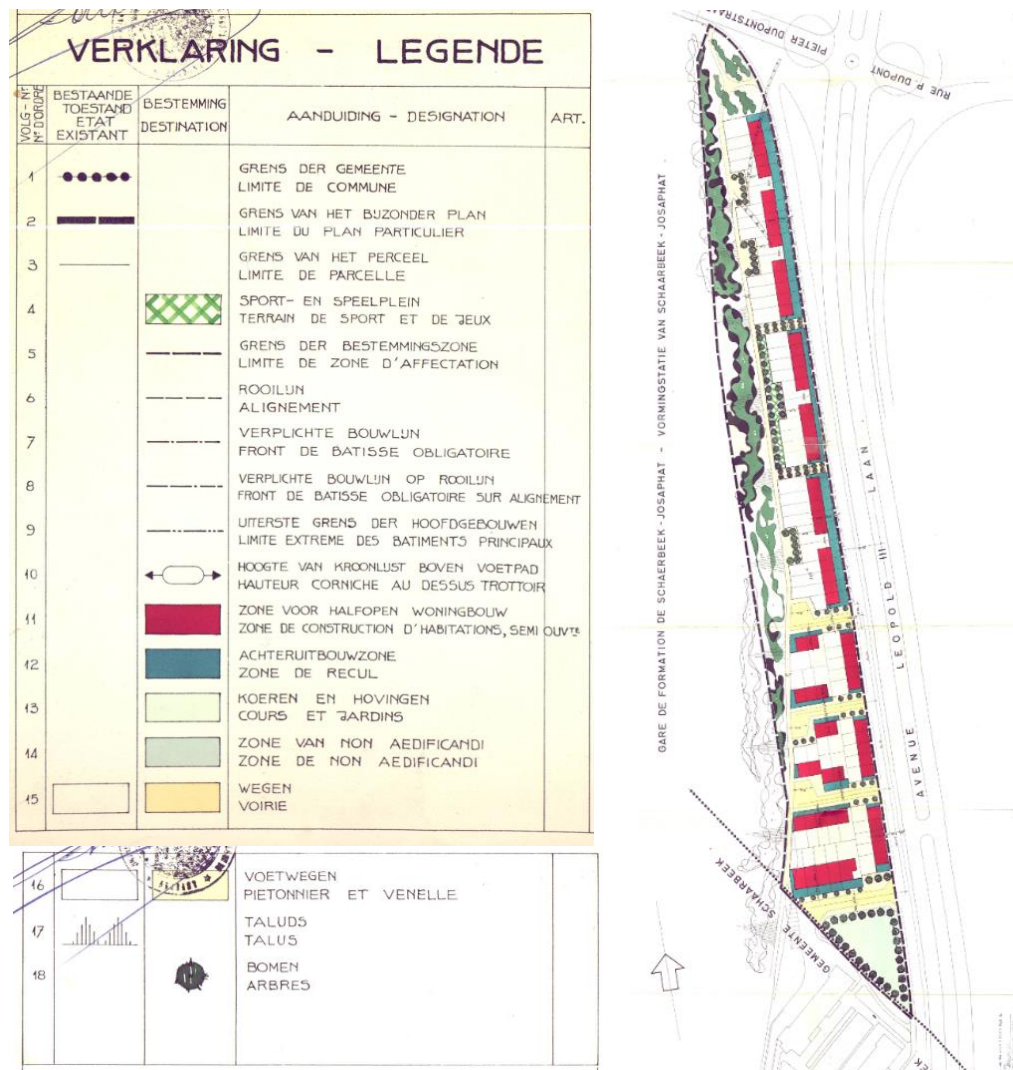 VERKLARING - LEGENDE
VOLG-Nr
N° D'ORDRE
BESTAANDE
TOESTAND
ETAT
EXISTANT
BESTEMMING
DESTINATION
AANDUIDING - DESIGNATION
ART.
1
GRENS DER GEMEENTE
LIMITE DE COMMUNE
2
GRENS VAN HET BIJZONDER PLAN
LIMITE DU PLAN PARTICULIER
3
GRENS VAN HET PERCEEL
LIMITE DE PARCELLE
4
SPORT- EN SPEELPLEIN
TERRAIN DE SPORT ET DE JEUX
5
GRENS DER BESTEMMINGSZONE
LIMITE DE ZONE D'AFFECTATION
6
ROOILIJN
ALIGNEMENT
7
VERPLICHTE BOUWLIJN
FRONT DE BATISSE OBLIGATOIRE
8
VERPLICHTE BOUWLIJN OP ROOILIJN
FRONT DE BATISSE OBLIGATOIRE SUR ALIGNEMENT
9
UITERSTE GRENS DER HOOFDGEBOUWEN
LIMITE EXTREME DES BATIMENTS PRINCIPAUX
10
HOOGTE VAN KROONLIJST BOVEN VOETPAD
HAUTEUR CORNICHE AU DESSUS TROTTOIR
11
ZONE VOOR HALFOPEN WONINGBOUW
ZONE DE CONSTRUCTION D'HABITATIONS, SEMI OUVTE
12
ACHTERUITBOUWZONE
ZONE DE RECUL
13
KOEREN EN HOVINGEN
COURS ET JARDINS
14
ZONE VAN NON AEDIFICANDI
ZONE DE NON AEDIFICANDI
15
WEGEN
VOIRIE
16
VOETWEGEN
PIETONNIER ET VENELLE
17
TALUDS
TALUS
18
BOMEN
ARBRES
PIETER DUPONTSTRAAT
RUE P. DUPONT
GARE DE FORMATION DE SCHAERBEEK-JOSAPHAT - VORMINGSTATIE VAN SCHAARBEEK-JOSAPHAT
AVENUE LEOPOLD III LAAN
GEMEENTE SCHAARBEEK